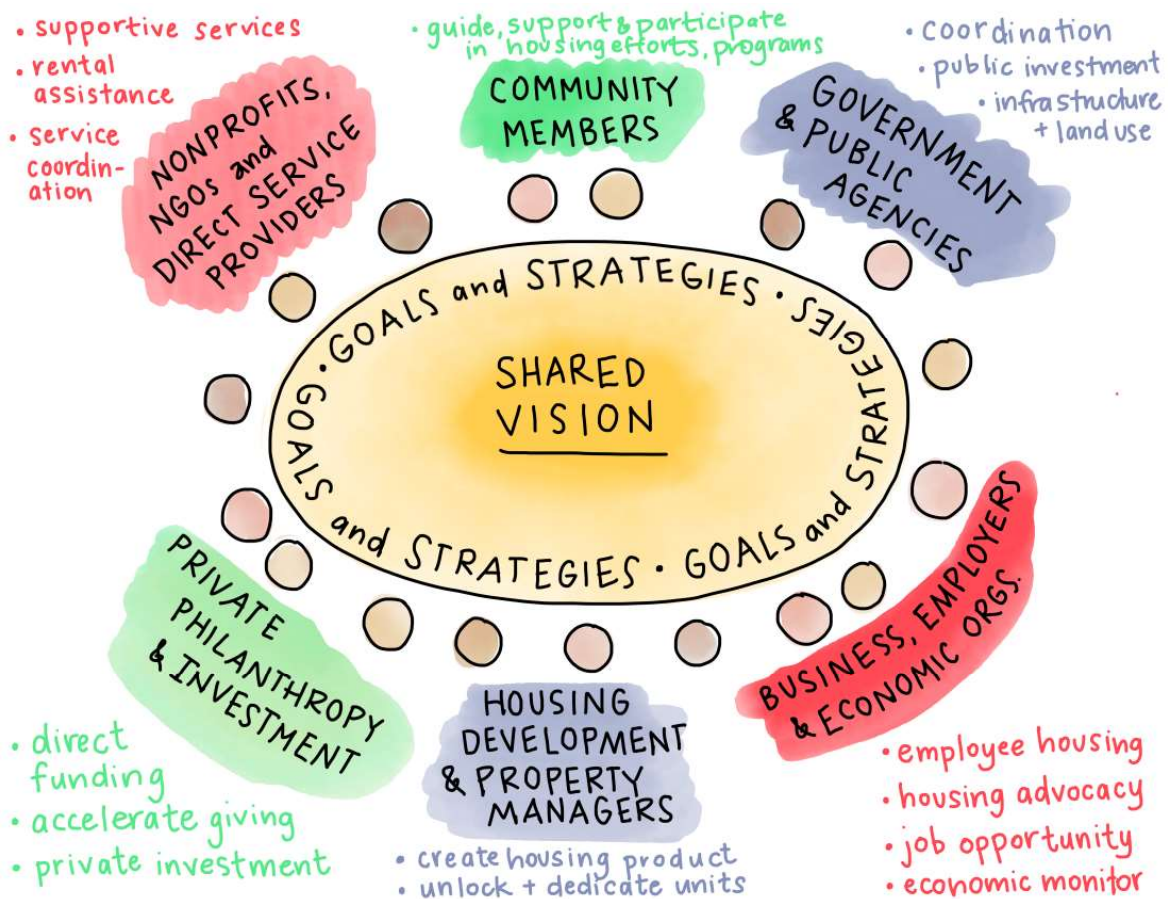 • supportive services
• rental
assistance
• service
coordin-
ation
NONPROFITS,
NGOs and
DIRECT SERVICE
PROVIDERS
• guide, support & participate
in housing efforts, programs
COMMUNITY
MEMBERS
• coordination
• public investment
• infrastructure
+ land use
GOVERNMENT
& PUBLIC
AGENCIES
GOALS and STRATEGIES •
GOALS and STRATEGIES •
GOALS and STRATEGIES •
SHARED
VISION
PRIVATE
PHILANTHROPY
& INVESTMENT
• direct
funding
• accelerate giving
• private investment
HOUSING
DEVELOPMENT
& PROPERTY
MANAGERS
• create housing product
• unlock + dedicate units
BUSINESS, EMPLOYERS
& ECONOMIC ORGS.
• employee housing
• housing advocacy
• job opportunity
• economic monitor